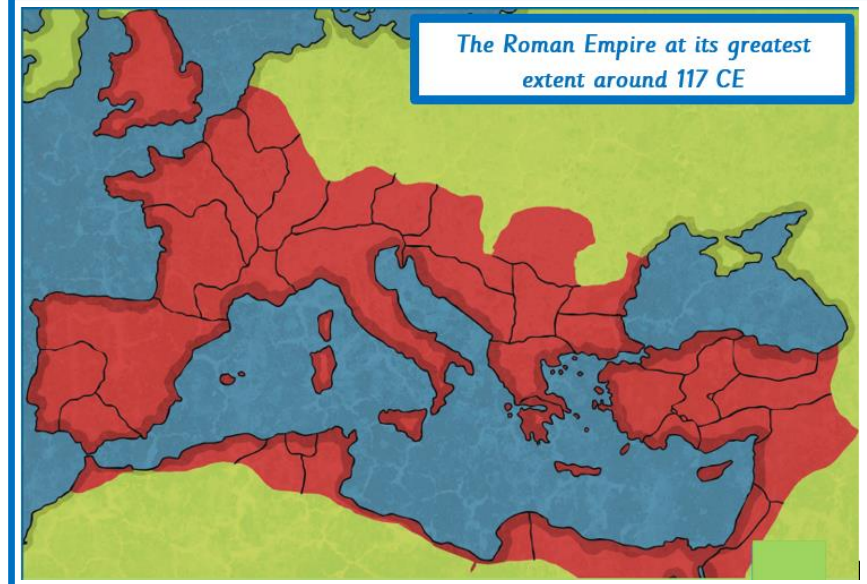 The Roman Empire at its greatest
extent around 117 CE